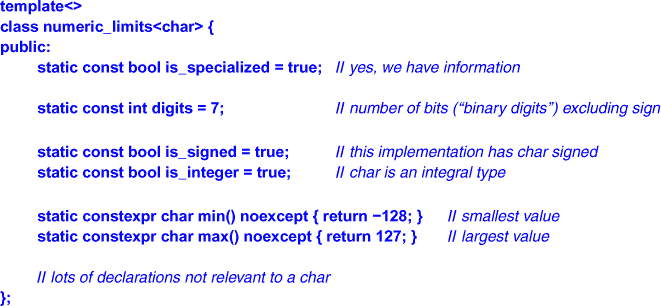 template<>
class numeric_limits<char> {
public:
static const bool is_specialized = true; // yes, we have information
static const int digits = 7; // number of bits (“binary digits”) excluding sign
static const bool is_signed = true; // this implementation has char signed
static const bool is_integer = true; // char is an integral type
static constexpr char min() noexcept { return −128; } // smallest value
static constexpr char max() noexcept { return 127; } // largest value
// lots of declarations not relevant to a char
};